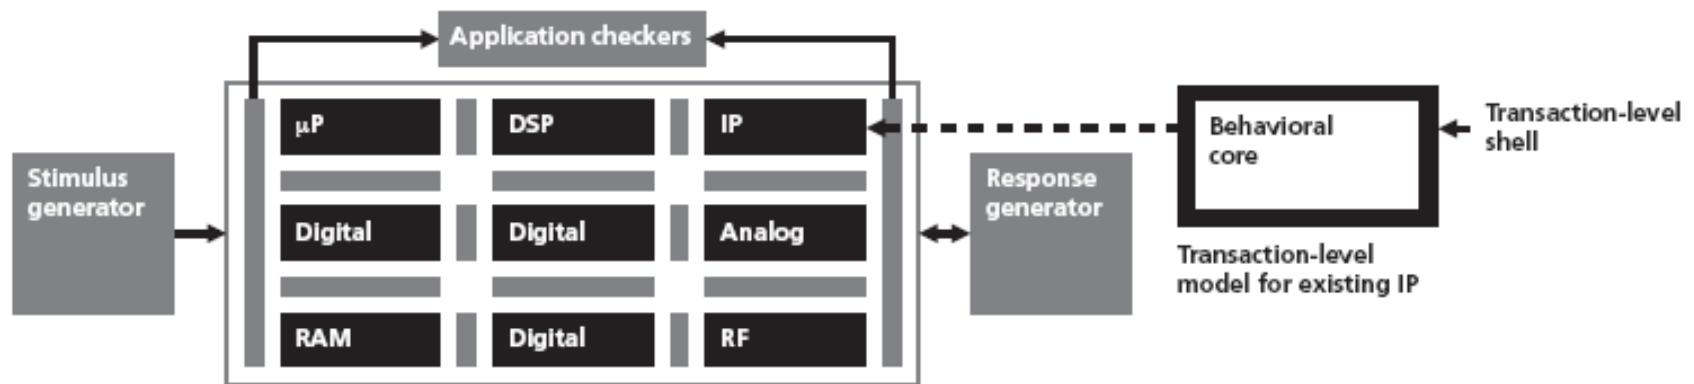 Application checkers
μP
DSP
IP
Behavioral
core
Transaction-level
shell
Stimulus
generator
Response
generator
Digital
Digital
Analog
Transaction-level
model for existing IP
RAM
Digital
RF